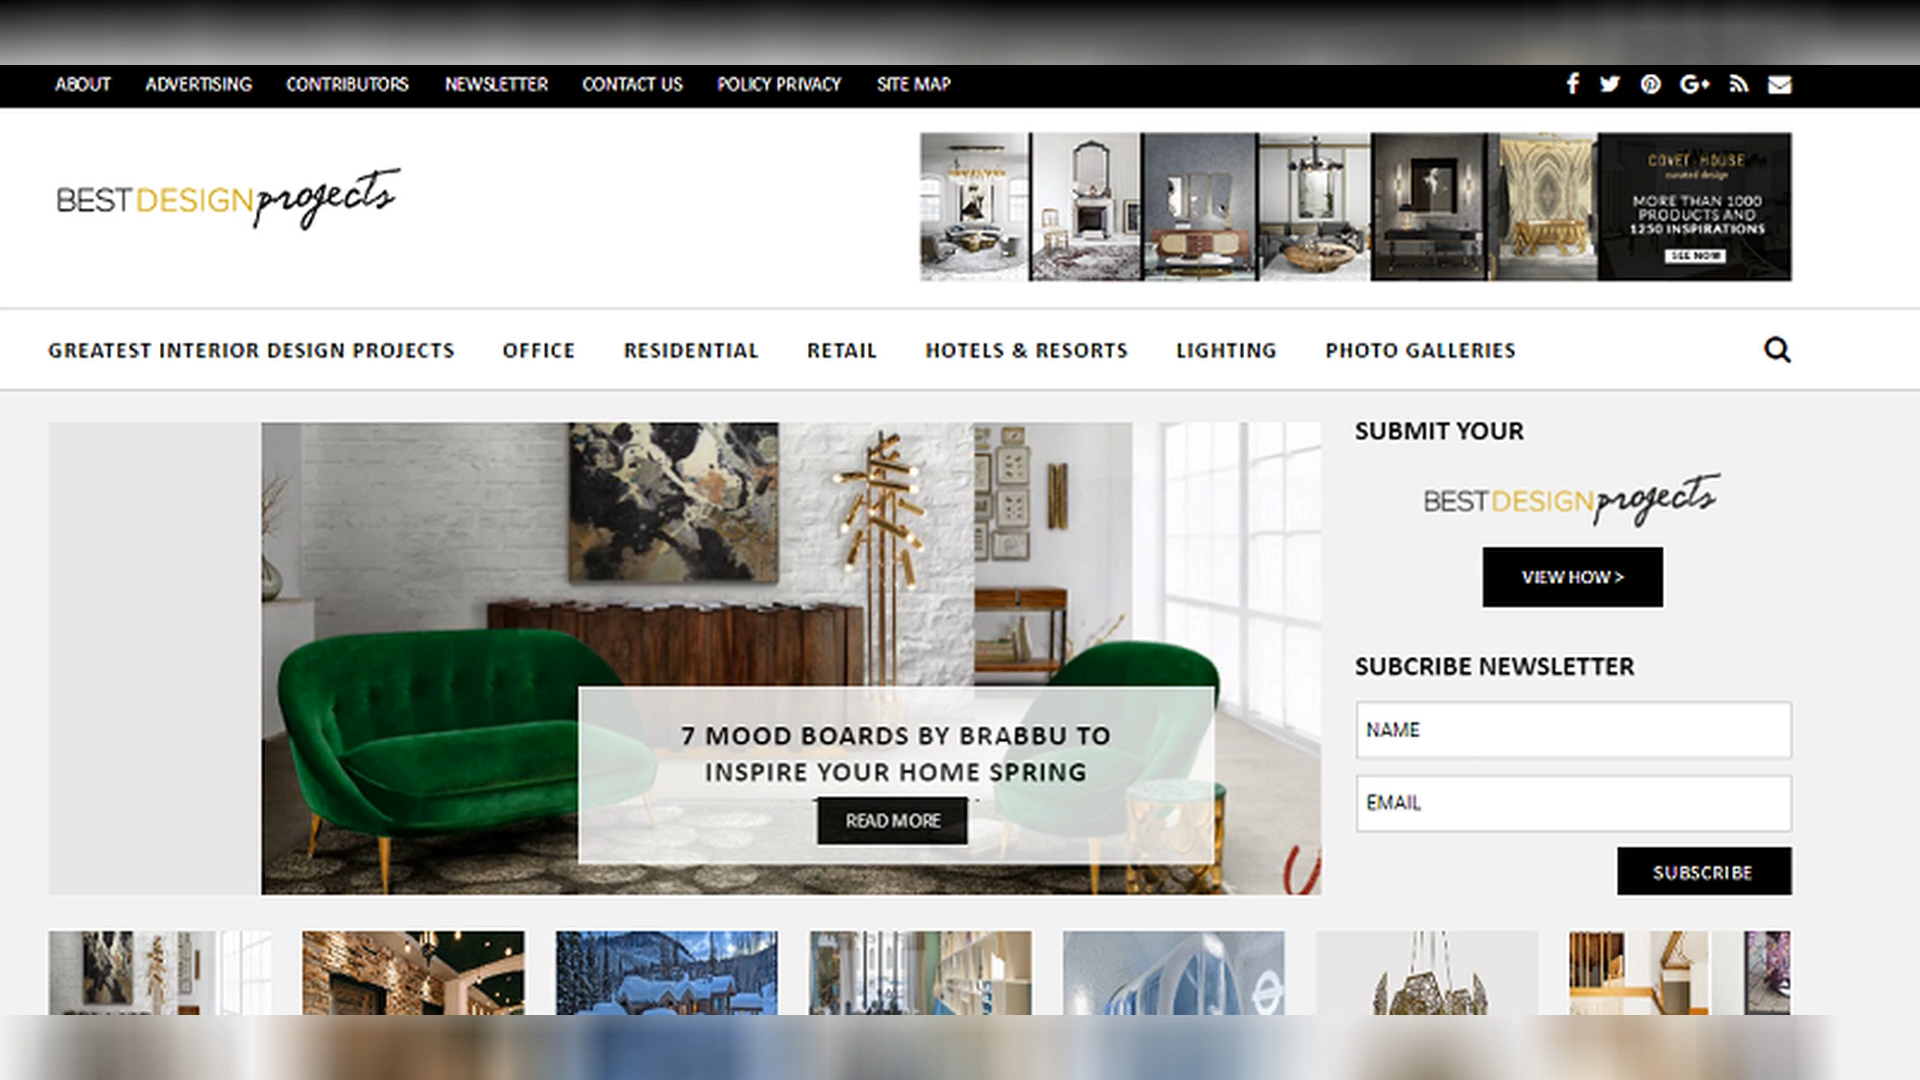 ABOUT ADVERTISING CONTRIBUTORS NEWSLETTER CONTACT US POLICY PRIVACY SITE MAP
BESTDESIGNprojects
COVET HOUSE
curated design
MORE THAN 1000
PRODUCTS AND
1250 INSPIRATIONS
SEE NOW
GREATEST INTERIOR DESIGN PROJECTS OFFICE RESIDENTIAL RETAIL HOTELS & RESORTS LIGHTING PHOTO GALLERIES
7 MOOD BOARDS BY BRABBU TO
INSPIRE YOUR HOME SPRING
READ MORE
SUBMIT YOUR
BESTDESIGNprojects
VIEW HOW >
SUBCRIBE NEWSLETTER
NAME
EMAIL
SUBSCRIBE